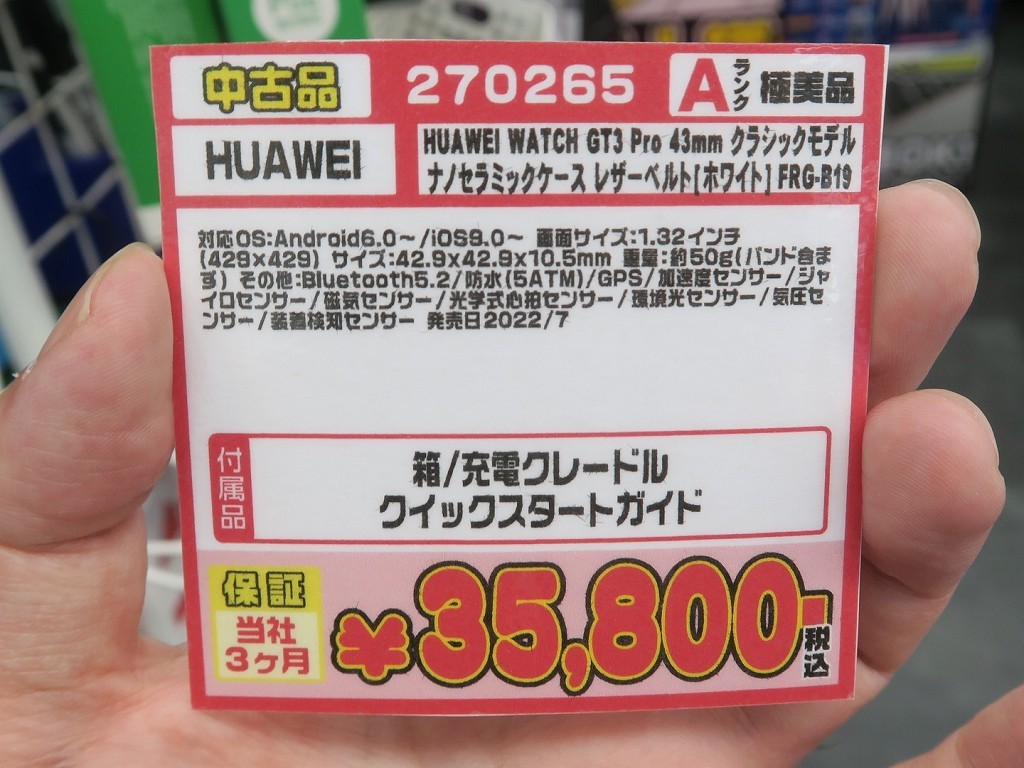 中古品 270265 Aランク 極美品
HUAWEI
HUAWEI WATCH GT3 Pro 43mm クラシックモデル
ナノセラミックケース レザーベルト[ホワイト] FRG-B19
対応OS:Android6.0～/iOS9.0～ 画面サイズ:1.32インチ
(429×429) サイズ:42.9×42.9×10.5mm 重量:約50g(バンド含ま
ず) その他:Bluetooth5.2/防水(5ATM)/GPS/加速度センサー/ジャ
イロセンサー/磁気センサー/光学式心拍センサー/環境光センサー/気圧セ
ンサー/装着検知センサー 発売日2022/7
付属品
箱/充電クレードル
クイックスタートガイド
保証
当社
3ヶ月
¥35,800-税込